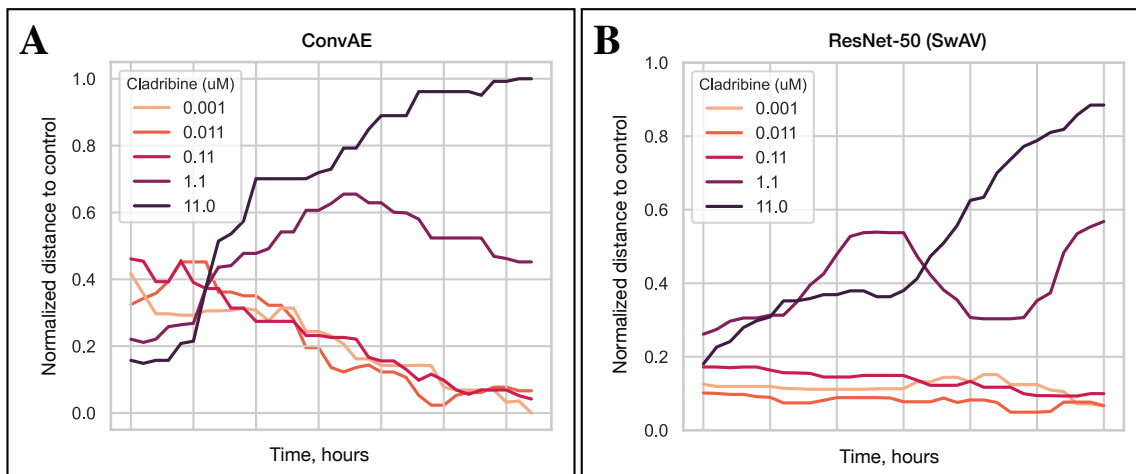 A
ConvAE
Normalized distance to control
1.0
0.8
0.6
0.4
0.2
0.0
Cladribine (uM)
0.001
0.011
0.11
1.1
11.0
Time, hours
B
ResNet-50 (SwAV)
Normalized distance to control
1.0
0.8
0.6
0.4
0.2
0.0
Cladribine (uM)
0.001
0.011
0.11
1.1
11.0
Time, hours